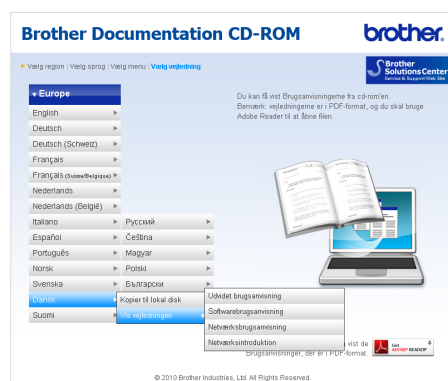 Brother Documentation CD-ROM
brother.
Vælg region | Vælg sprog | Vælg menu | Vælg vejledning
Brother
Solutions Center
Service & Support Web Site
Europe
English
Deutsch
Deutsch (Schweiz)
Français
Français (Suisse/Belgique)
Nederlands
Nederlands (België)
Italiano
Español
Português
Norsk
Svenska
Dansk
Suomi
Русский
Čeština
Magyar
Polski
Български
Kopier til lokal disk
Vis vejledningen
Udvidet brugsanvisning
Softwarebrugsanvisning
Netværksbrugsanvisning
Netværksintroduktion
Du kan få vist Brugsanvisningerne fra cd-rom'en.
Bemærk: vejledningerne er i PDF-format, og du skal bruge
Adobe Reader til at åbne filen.
vist de
Brugsanvisninger, der er i PDF-format.
Get
ADOBE® READER®
© 2010 Brother Industries, Ltd. All Rights Reserved.